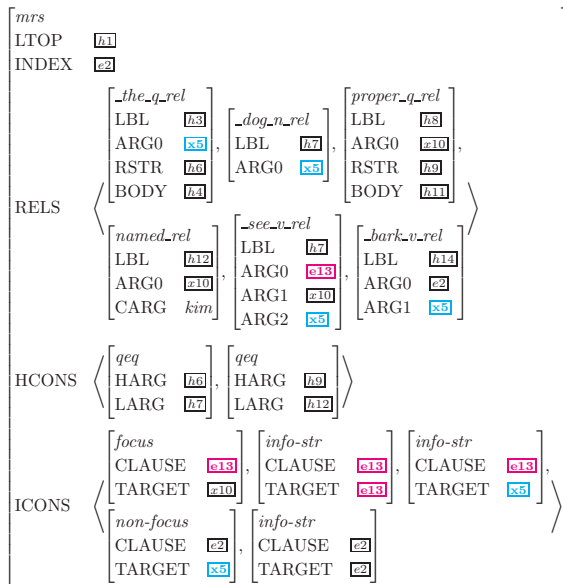 mrs
LTOP h1
INDEX e2
_the_q_rel _dog_n_rel proper_q_rel
LBL h3 LBL h7 LBL h8
ARG0 x5 , ARG0 x5 , ARG0 x10 ,
RSTR h6 RSTR h9
BODY h4 BODY h11
RELS
named_rel _see_v_rel _bark_v_rel
LBL h12 LBL h7 LBL h14
ARG0 x10 , ARG0 e13 , ARG0 e2
CARG kim ARG1 x10 ARG1 x5
ARG2 x5
qeq qeq
HCONS HARG h6 , HARG h9
LARG h7 LARG h12
focus info-str info-str
CLAUSE e13 , CLAUSE e13 , CLAUSE e13 ,
TARGET x10 TARGET e13 TARGET x5
ICONS
non-focus info-str
CLAUSE e2 , CLAUSE e2
TARGET x5 TARGET e2